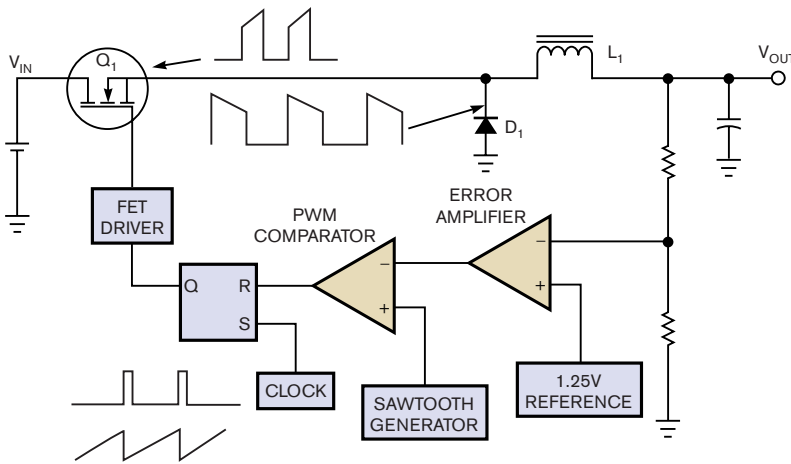 VIN
Q1
L1
VOUT
D1
FET
DRIVER
PWM
COMPARATOR
ERROR
AMPLIFIER
−
+
−
+
Q
R
S
CLOCK
SAWTOOTH
GENERATOR
1.25V
REFERENCE